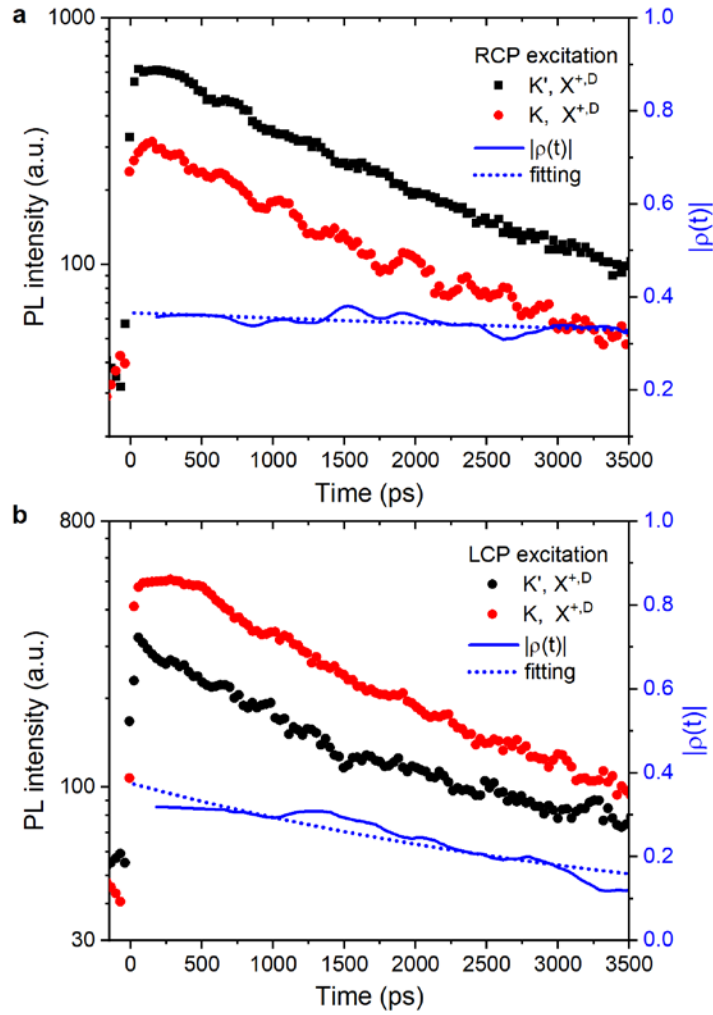 a
1000
100
PL intensity (a.u.)
RCP excitation
K', X+,D
K, X+,D
|ρ(t)|
fitting
1.0
0.8
0.6
0.4
0.2
|ρ(t)|
0 500 1000 1500 2000 2500 3000 3500
Time (ps)
b
800
100
30
PL intensity (a.u.)
LCP excitation
K', X+,D
K, X+,D
|ρ(t)|
fitting
1.0
0.8
0.6
0.4
0.2
0.0
|ρ(t)|
0 500 1000 1500 2000 2500 3000 3500
Time (ps)